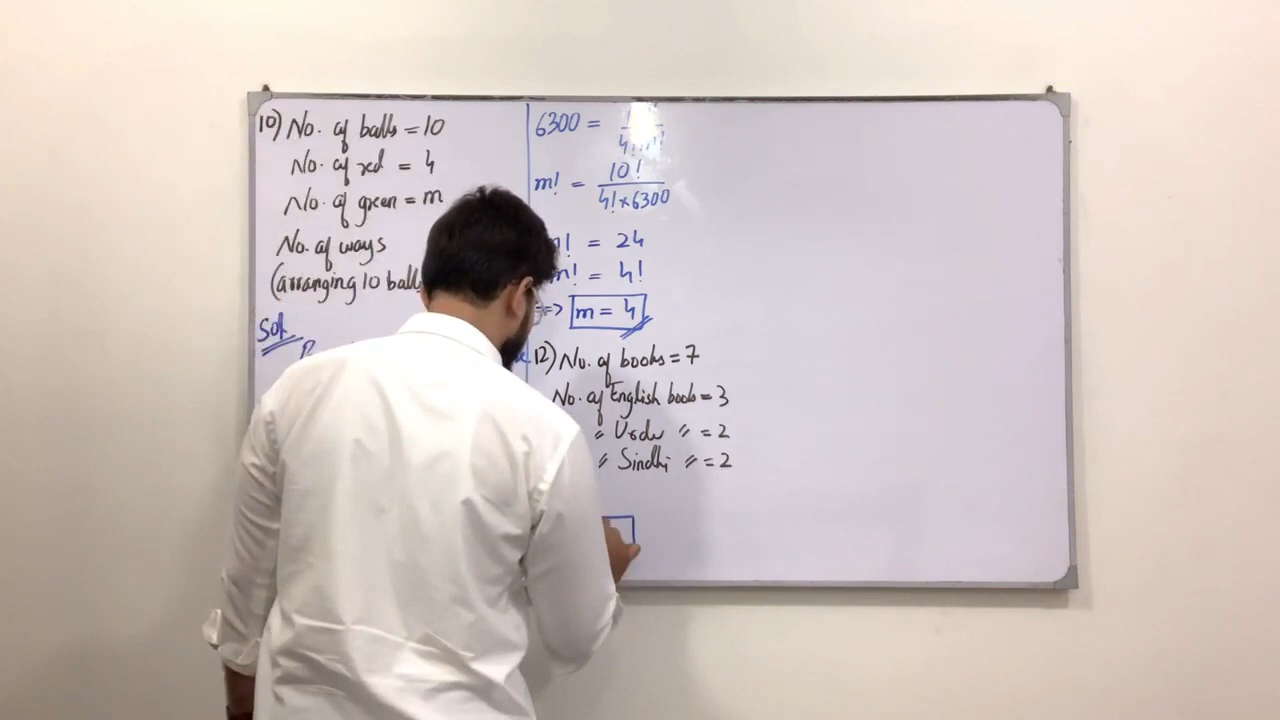 10) No. of balls = 10
No. of red = 4
No. of green = m
No. of ways
(arranging 10 ball
Sol
6300 =
4! m!
m! = 10! / 4! × 6300
! = 24
m! = 4!
=> m = 4
12) No. of books = 7
No. of English books = 3
" Urdu " = 2
" Sindhi " = 2